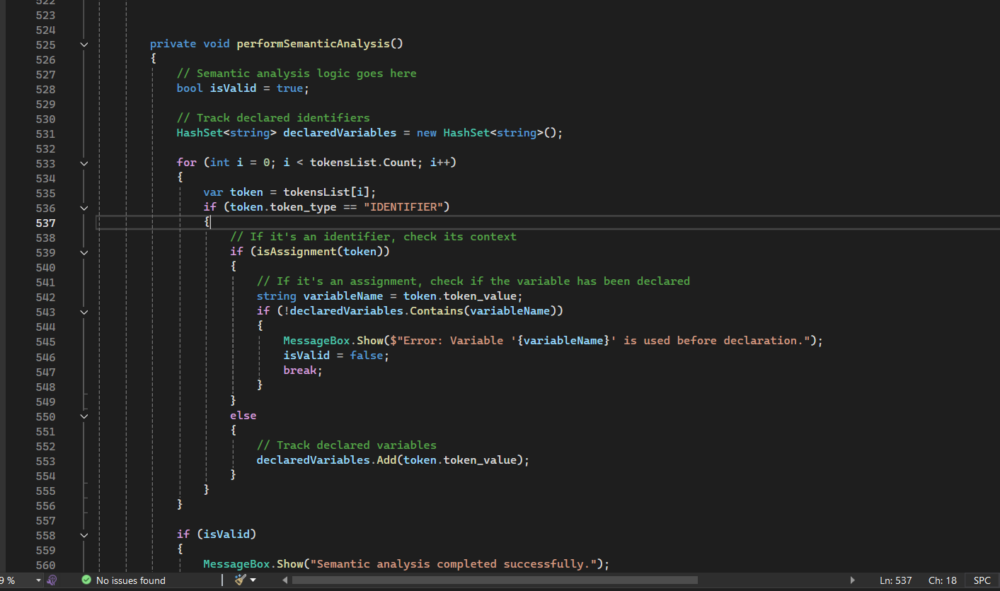 522
523
524
525 private void performSemanticAnalysis()
526 {
527 // Semantic analysis logic goes here
528 bool isValid = true;
529
530 // Track declared identifiers
531 HashSet<string> declaredVariables = new HashSet<string>();
532
533 for (int i = 0; i < tokensList.Count; i++)
534 {
535 var token = tokensList[i];
536 if (token.token_type == "IDENTIFIER")
537 {
538 // If it's an identifier, check its context
539 if (isAssignment(token))
540 {
541 // If it's an assignment, check if the variable has been declared
542 string variableName = token.token_value;
543 if (!declaredVariables.Contains(variableName))
544 {
545 MessageBox.Show($"Error: Variable '{variableName}' is used before declaration.");
546 isValid = false;
547 break;
548 }
549 }
550 else
551 {
552 // Track declared variables
553 declaredVariables.Add(token.token_value);
554 }
555 }
556 }
557
558 if (isValid)
559 {
560 MessageBox.Show("Semantic analysis completed successfully.");
9 % No issues found Ln: 537 Ch: 18 SPC